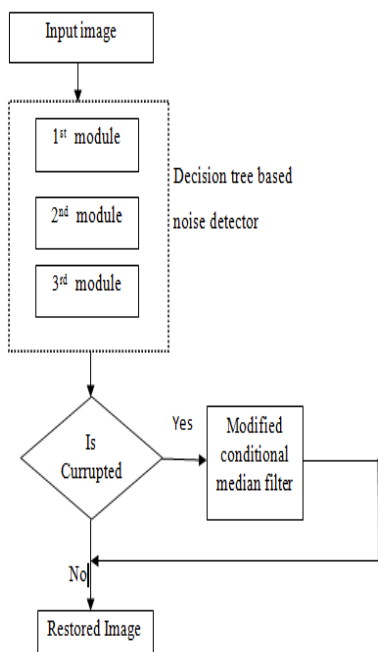 Input image
1st module
Decision tree based
2nd module
noise detector
3rd module
Yes
Is
Currupted
Modified
conditional
median filter
No
Restored Image